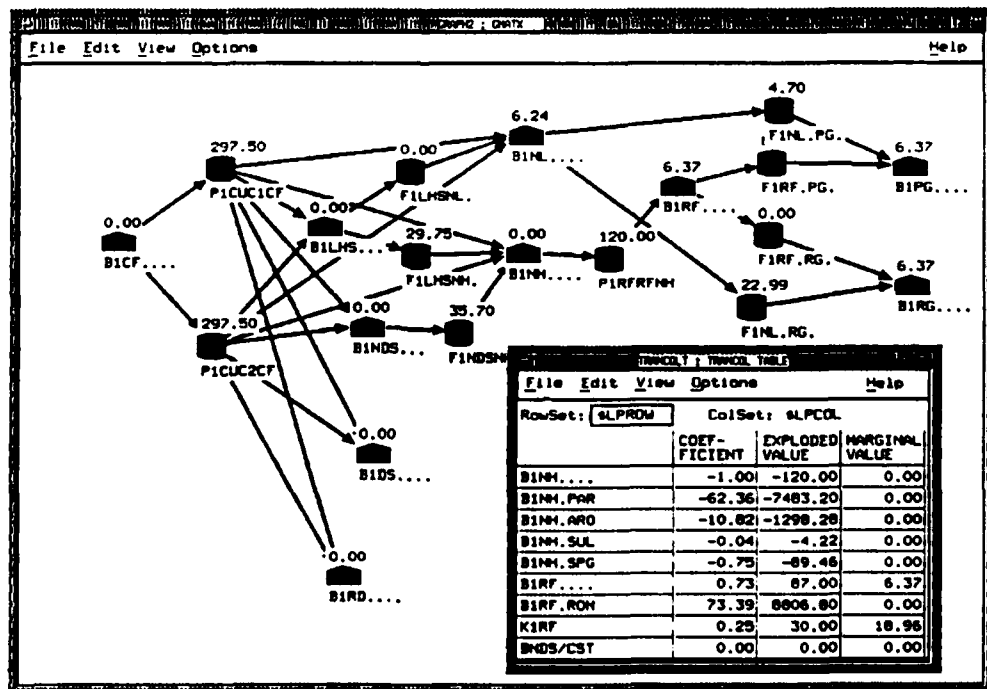 GRAPH2 : GMATX
File Edit View Options Help
4.70
F1NL.PG.
6.24
B1NL....
297.50
P1CUC1CF
0.00
F1LHSNL.
6.37
B1RF....
F1RF.PG.
6.37
B1PG....
0.00
B1CF....
0.00
B1LHS...
29.75
F1LHSNH.
0.00
B1NH....
120.00
P1RFRFNH
0.00
F1RF.RG.
6.37
B1RG....
22.99
F1NL.RG.
297.50
P1CUC2CF
0.00
B1NDS...
35.70
0.00
B1DS....
0.00
B1RD....
TRANCOLT : TRANCOL TABLE
File Edit View Options Help
RowSet: %LPROW ColSet: %LPCOL
COEF-FICIENT EXPLODED VALUE MARGINAL VALUE
B1NH.... -1.00 -120.00 0.00
B1NH.PAR -62.36 -7483.20 0.00
B1NH.ARO -10.82 -1298.28 0.00
B1NH.SUL -0.04 -4.22 0.00
B1NH.SPG -0.75 -89.46 0.00
B1RF.... 0.73 87.00 6.37
B1RF.RON 73.39 8806.80 0.00
K1RF 0.25 30.00 18.96
BNDS/CST 0.00 0.00 0.00